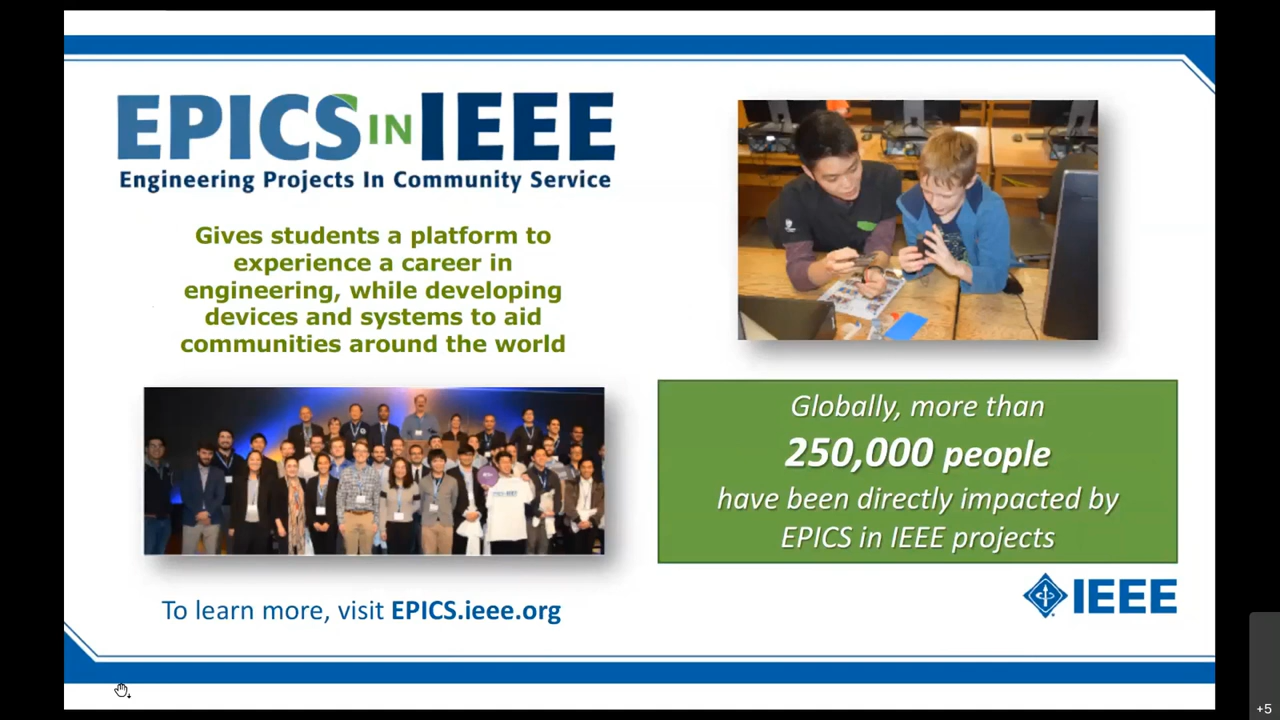 EPICS IN IEEE
Engineering Projects In Community Service
Gives students a platform to
experience a career in
engineering, while developing
devices and systems to aid
communities around the world
Globally, more than
250,000 people
have been directly impacted by
EPICS in IEEE projects
To learn more, visit EPICS.ieee.org
IEEE
+5